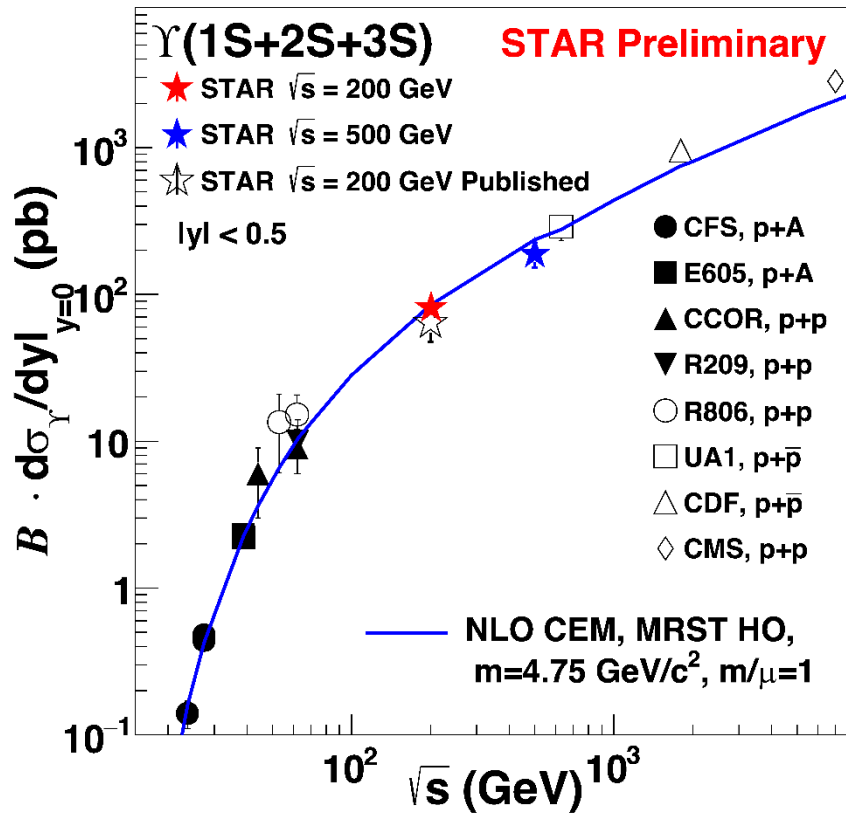 ϒ(1S+2S+3S)
STAR Preliminary
STAR √s = 200 GeV
STAR √s = 500 GeV
STAR √s = 200 GeV Published
|y| < 0.5
CFS, p+A
E605, p+A
CCOR, p+p
R209, p+p
R806, p+p
UA1, p+p̅
CDF, p+p̅
CMS, p+p
NLO CEM, MRST HO,
m=4.75 GeV/c², m/μ=1
B · dσϒ/dy|y=0 (pb)
10³
10²
10
1
10⁻¹
10²
10³
√s (GeV)